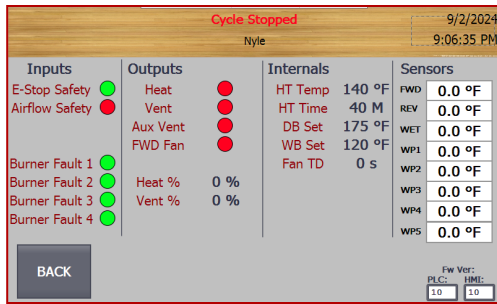 Cycle Stopped
9/2/2024
Nyle
9:06:35 PM
Inputs
E-Stop Safety
Airflow Safety
Burner Fault 1
Burner Fault 2
Burner Fault 3
Burner Fault 4
Outputs
Heat
Vent
Aux Vent
FWD Fan
Heat % 0 %
Vent % 0 %
Internals
HT Temp 140 °F
HT Time 40 M
DB Set 175 °F
WB Set 120 °F
Fan TD 0 s
Sensors
FWD 0.0 °F
REV 0.0 °F
WET 0.0 °F
WP1 0.0 °F
WP2 0.0 °F
WP3 0.0 °F
WP4 0.0 °F
WP5 0.0 °F
BACK
Fw Ver:
PLC: HMI:
10 10